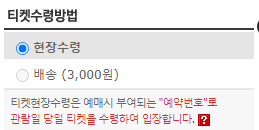 티켓수령방법
현장수령
배송 (3,000원)
티켓현장수령은 예매시 부여되는 "예약번호"로
관람일 당일 티켓을 수령하여 입장합니다. ?